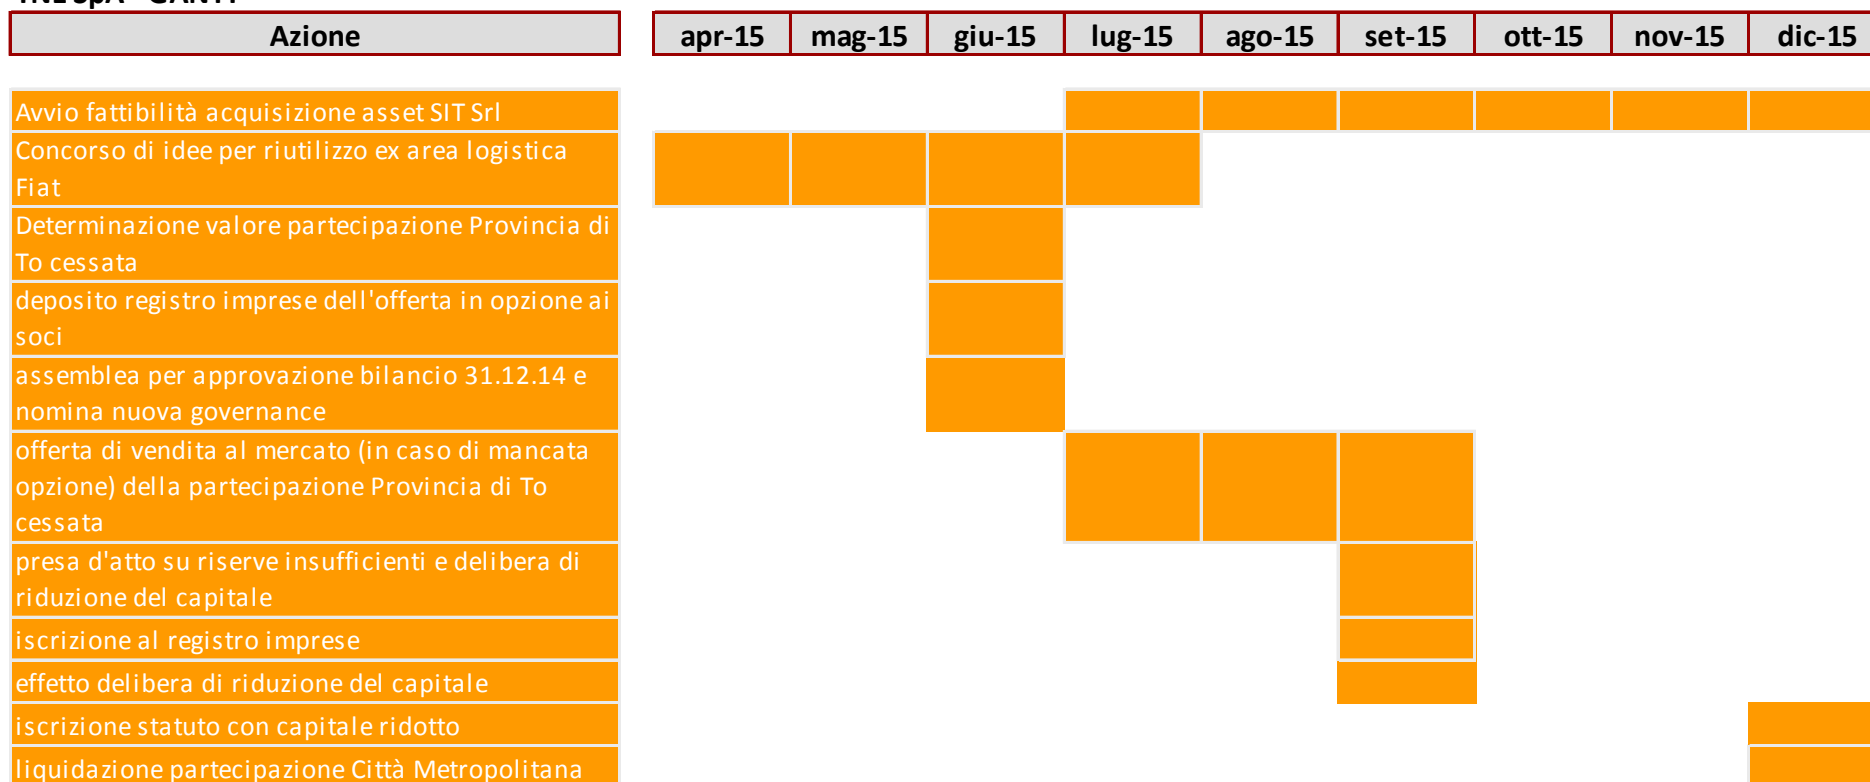 Azione apr-15 mag-15 giu-15 lug-15 ago-15 set-15 ott-15 nov-15 dic-15
Avvio fattibilità acquisizione asset SIT Srl
Concorso di idee per riutilizzo ex area logistica
Fiat
Determinazione valore partecipazione Provincia di
To cessata
deposito registro imprese dell'offerta in opzione ai
soci
assemblea per approvazione bilancio 31.12.14 e
nomina nuova governance
offerta di vendita al mercato (in caso di mancata
opzione) della partecipazione Provincia di To
cessata
presa d'atto su riserve insufficienti e delibera di
riduzione del capitale
iscrizione al registro imprese
effetto delibera di riduzione del capitale
iscrizione statuto con capitale ridotto
liquidazione partecipazione Città Metropolitana